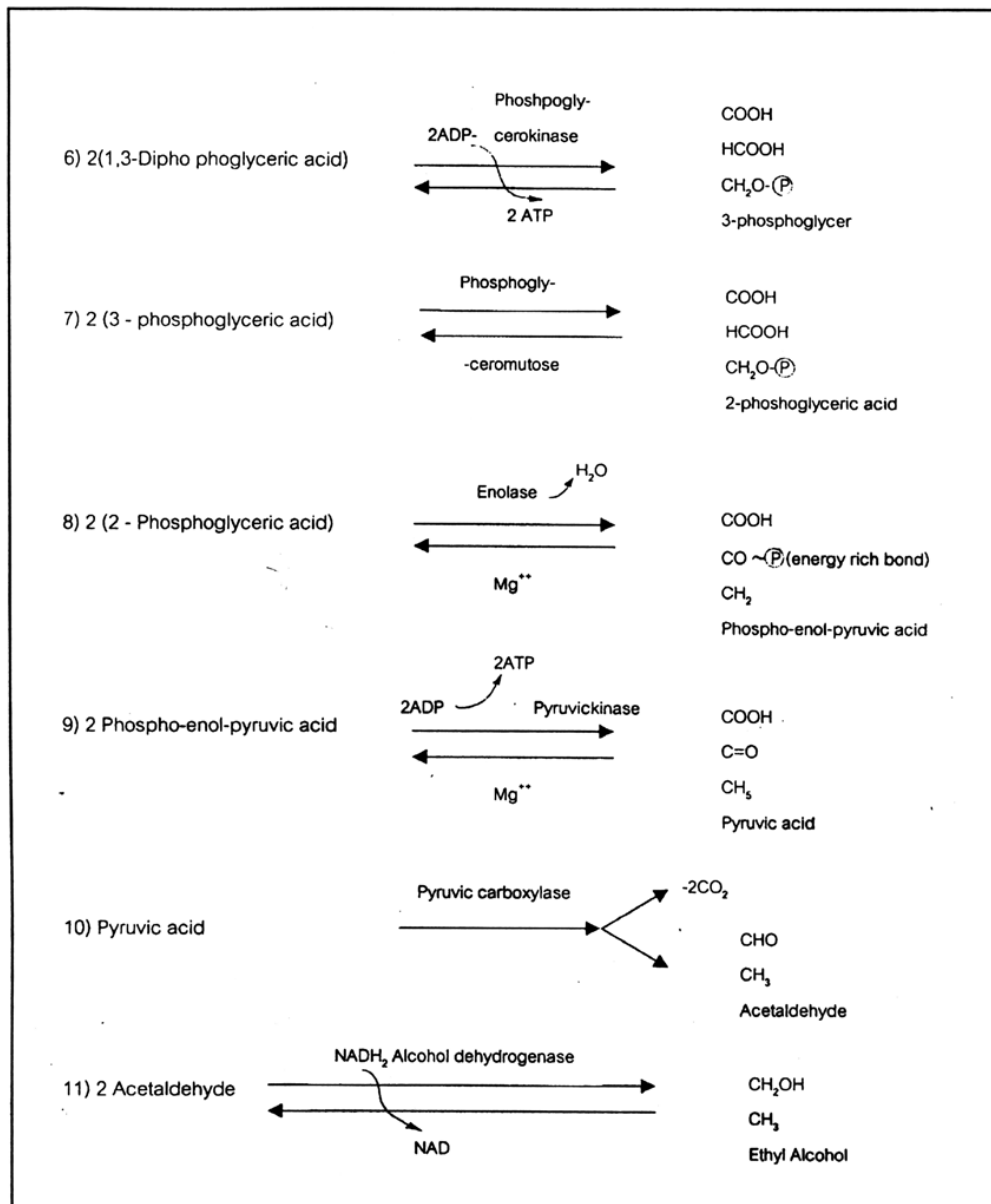 Phoshpogly-
COOH
2ADP- cerokinase
HCOOH
6) 2(1,3-Dipho phoglyceric acid)
CH₂O-Ⓟ
2 ATP
3-phosphoglycer
Phosphogly-
COOH
7) 2 (3 - phosphoglyceric acid)
HCOOH
-ceromutose
CH₂O-Ⓟ
2-phoshoglyceric acid
H₂O
Enolase
8) 2 (2 - Phosphoglyceric acid)
COOH
CO ~Ⓟ(energy rich bond)
Mg⁺⁺
CH₂
Phospho-enol-pyruvic acid
2ATP
2ADP Pyruvickinase
9) 2 Phospho-enol-pyruvic acid
COOH
C=O
Mg⁺⁺
CH₅
Pyruvic acid
Pyruvic carboxylase
-2CO₂
10) Pyruvic acid
CHO
CH₃
Acetaldehyde
NADH₂ Alcohol dehydrogenase
11) 2 Acetaldehyde
CH₂OH
CH₃
NAD
Ethyl Alcohol